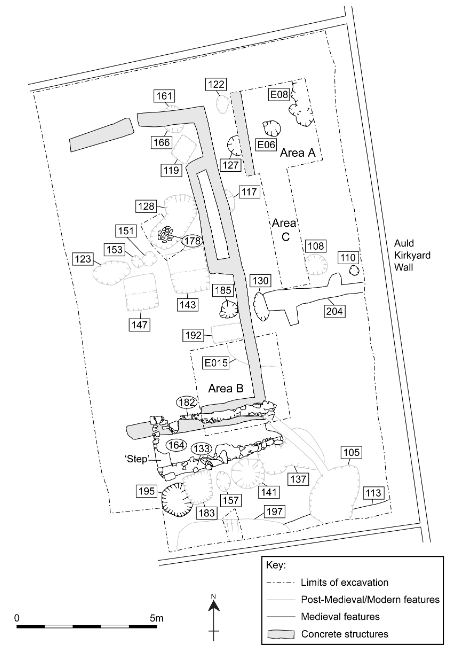 122
161
E08
166
E06
127
Area A
119
117
128
151
178
Area
C
153
108
110
Auld
Kirkyard
Wall
123
185
130
143
204
147
192
E015
Area B
182
164
133
'Step'
105
195
137
113
141
157
183
197
Key:
Limits of excavation
Post-Medieval/Modern features
Medieval features
Concrete structures
0
5m
N